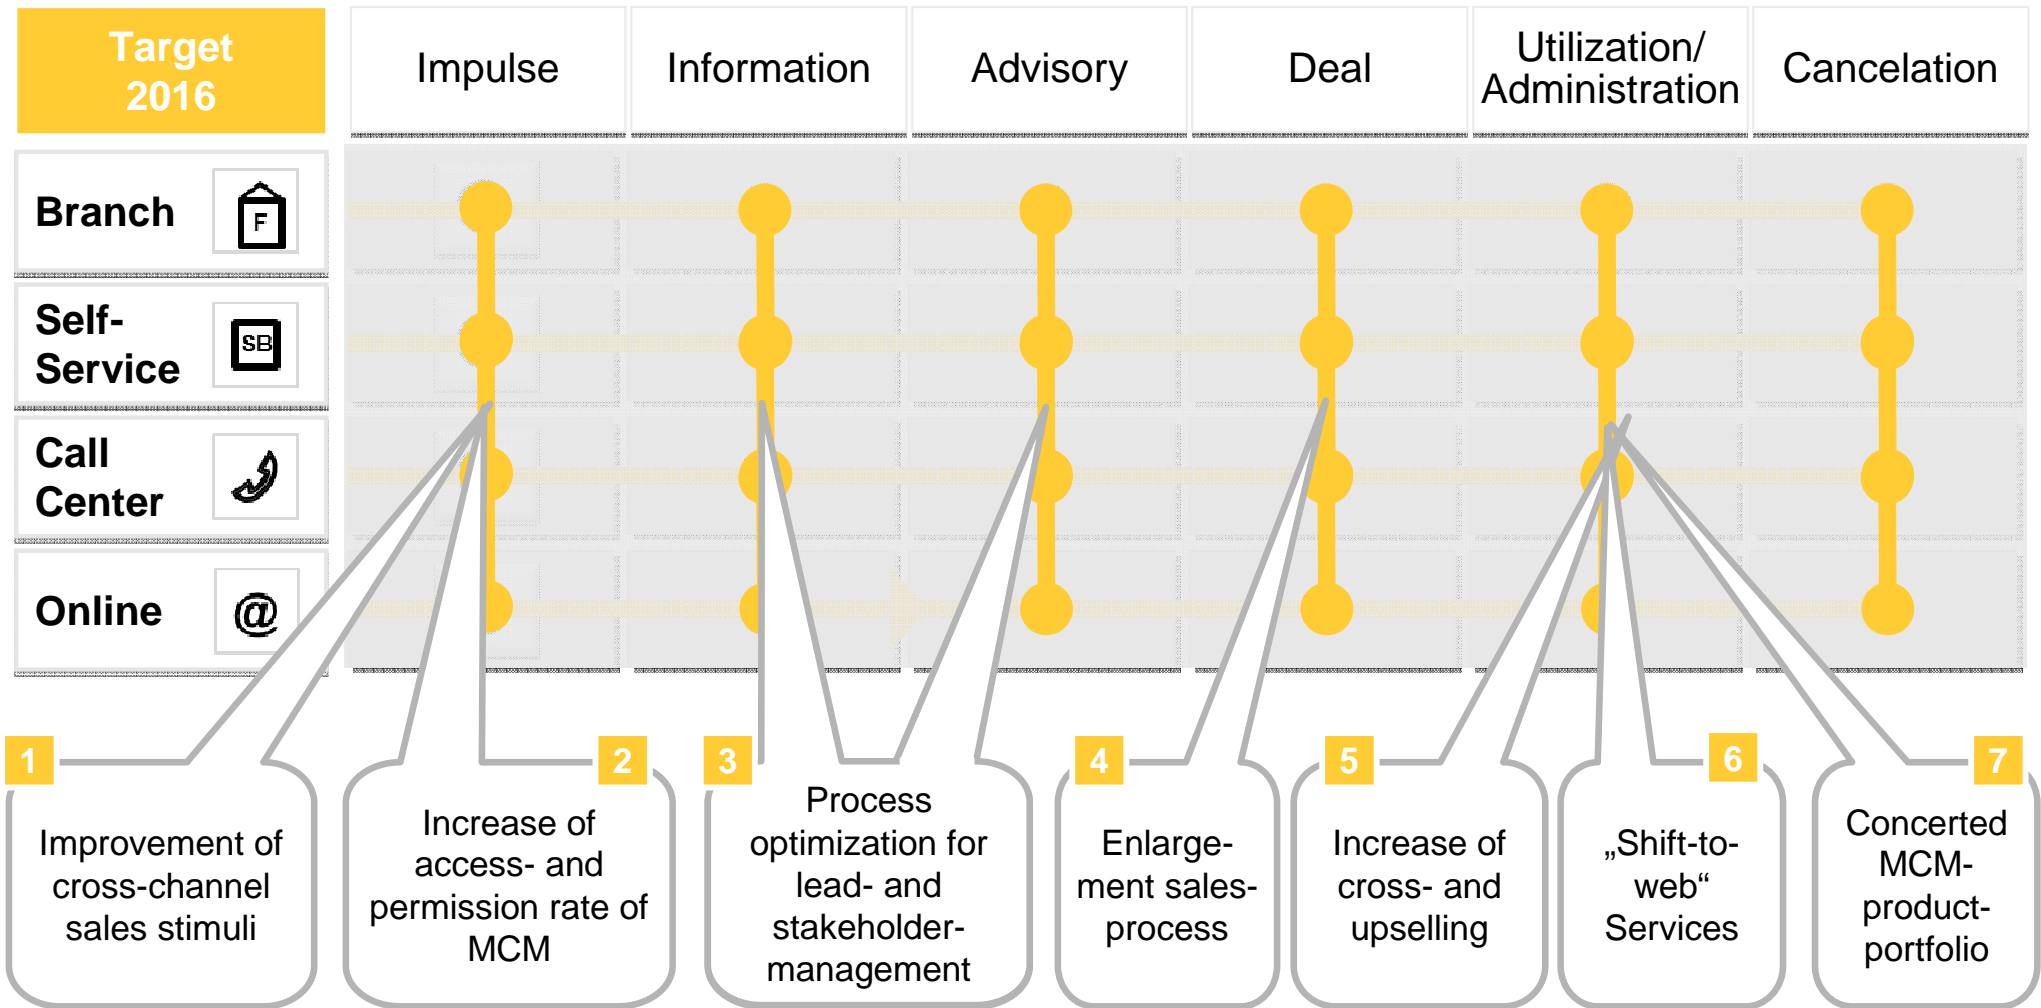 Target
2016
Impulse
Information
Advisory
Deal
Utilization/
Administration
Cancelation
Branch
F
Self-
Service
SB
Call
Center
Online
@
1
Improvement of
cross-channel
sales stimuli
2
Increase of
access- and
permission rate of
MCM
3
Process
optimization for
lead- and
stakeholder-
management
4
Enlarge-
ment sales-
process
5
Increase of
cross- and
upselling
6
„Shift-to-
web“
Services
7
Concerted
MCM-
product-
portfolio